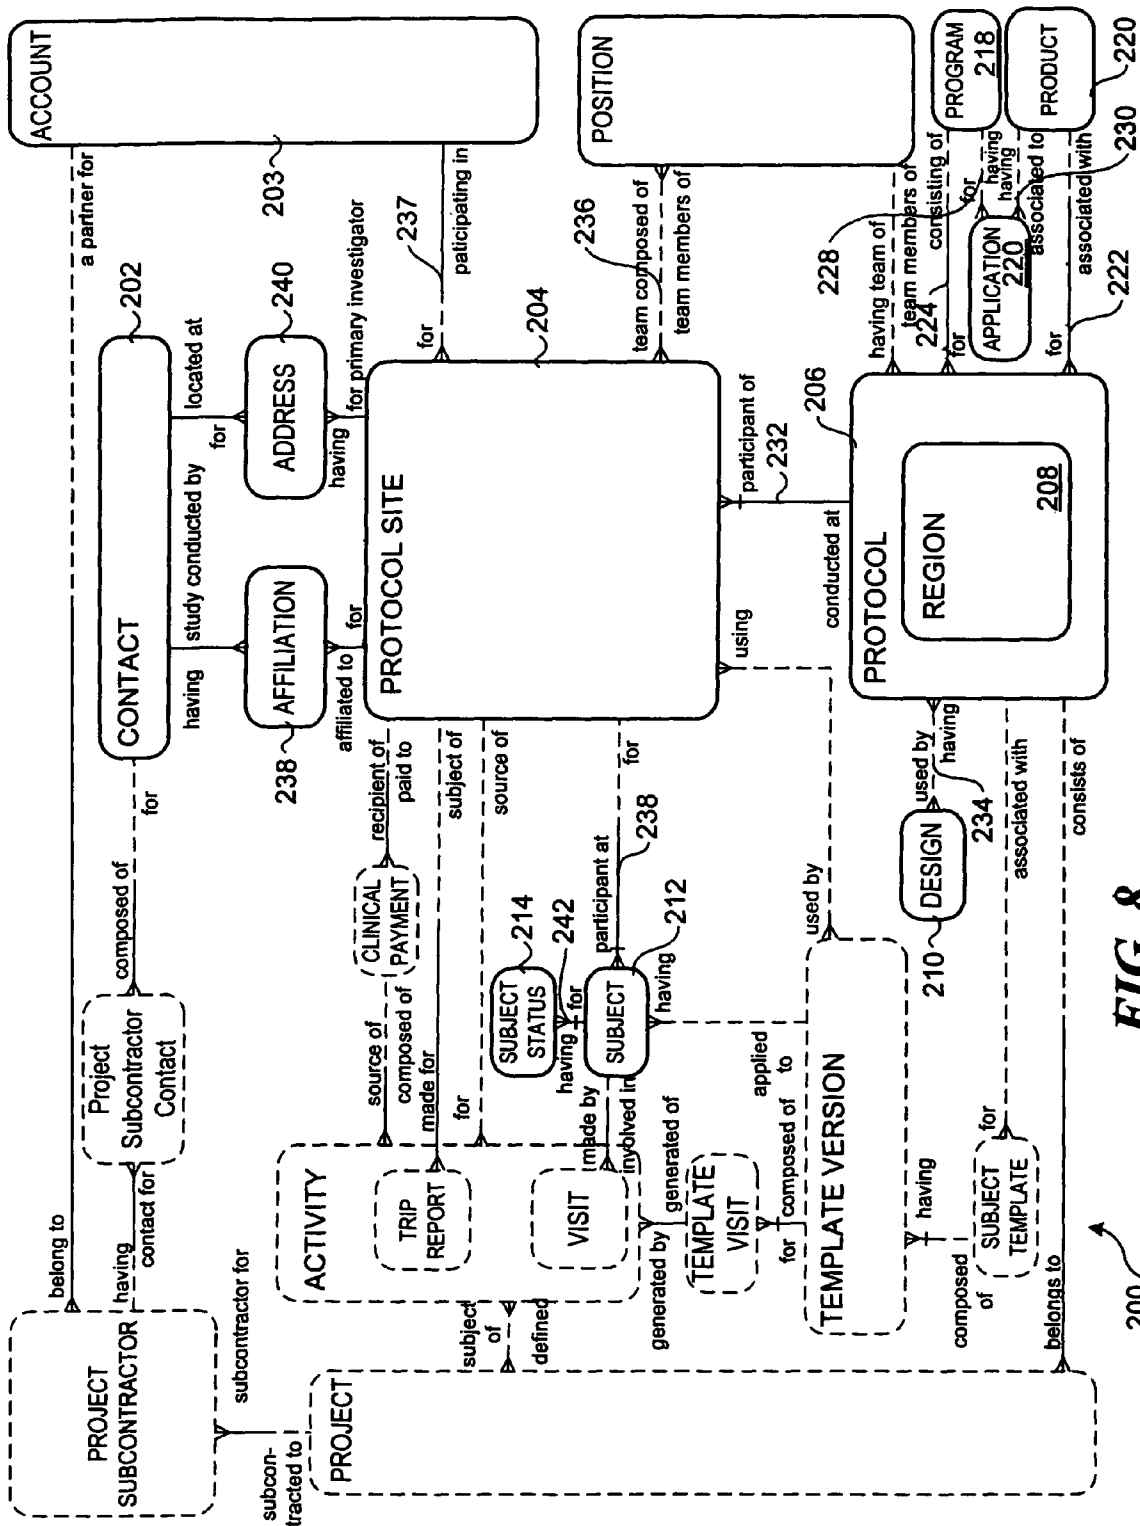 ACCOUNT
203
a partner for
belong to
participating in
237
paticipating in
for
CONTACT
202
having
study conducted by
for
located at
ADDRESS
240
having
for primary investigator
AFFILIATION
238
affiliated to
for
PROTOCOL SITE
204
POSITION
236
team composed of
team members of
having team of
team members of
228
224
consisting of
for
PROGRAM
218
for
having
having
APPLICATION
220
associated to
PRODUCT
220
230
associated with
for
222
PROTOCOL
206
REGION
208
participant of
232
conducted at
using
used by
DESIGN
210
used by
having
234
associated with
for
consists of
belongs to
SUBJECT
TEMPLATE
composed
of
having
TEMPLATE VERSION
applied
to
having
SUBJECT
212
participant at
for
238
SUBJECT
STATUS
214
242
having
for
CLINICAL
PAYMENT
recipient of
paid to
subject of
source of
source of
composed of
made for
for
ACTIVITY
TRIP
REPORT
VISIT
made by
involved in
generated by
generated of
TEMPLATE
VISIT
for
composed of
subject
of
defined
PROJECT
subcon-
tracted to
subcontractor for
PROJECT
SUBCONTRACTOR
having
contact for
Project
Subcontractor
Contact
composed of
for
200
FIG. 8